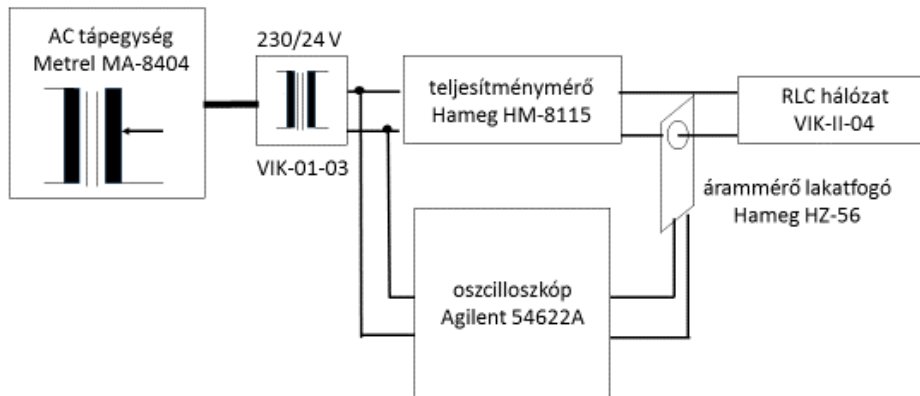 AC tápegység
Metrel MA-8404
230/24 V
VIK-01-03
teljesítménymérő
Hameg HM-8115
RLC hálózat
VIK-II-04
árammérő lakatfogó
Hameg HZ-56
oszcilloszkóp
Agilent 54622A